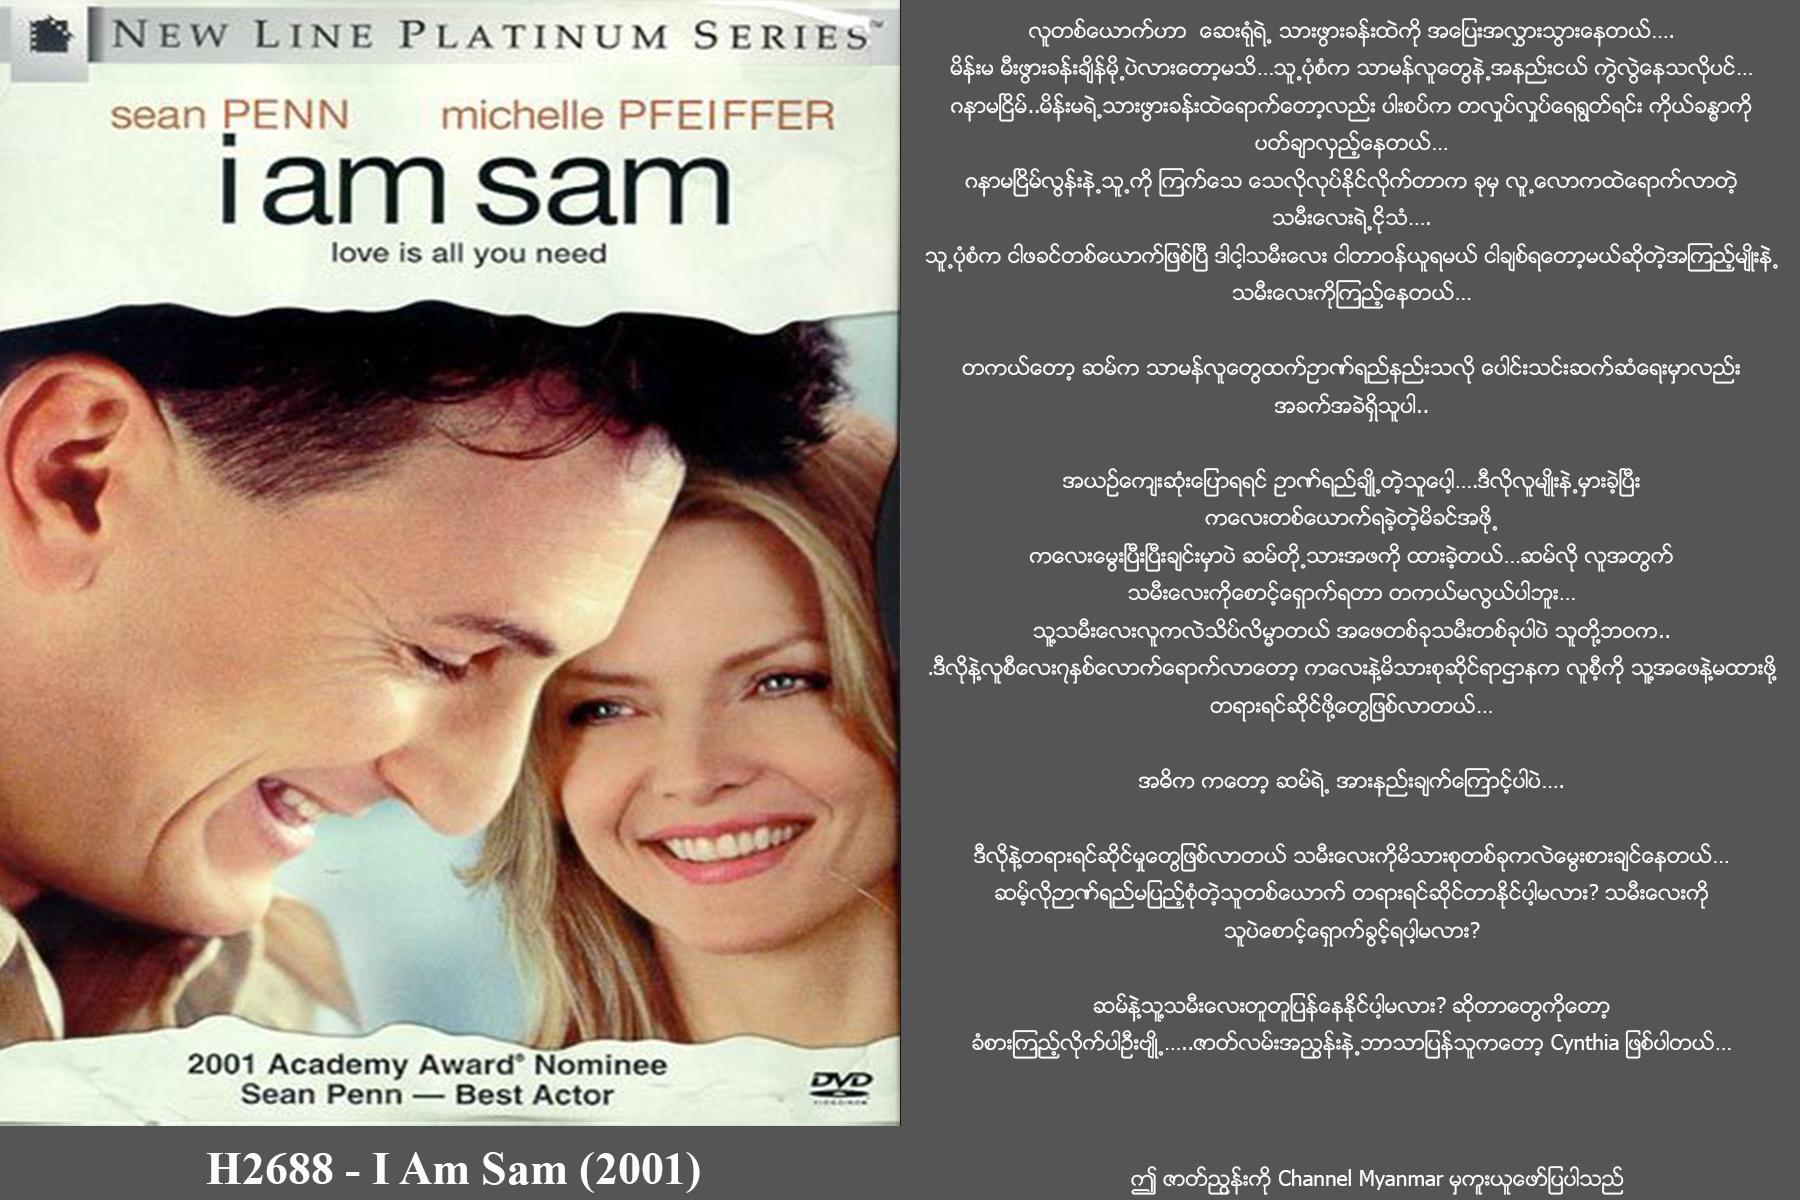 NEW LINE PLATINUM SERIES™
sean PENN michelle PFEIFFER
i am sam
love is all you need
2001 Academy Award® Nominee
Sean Penn — Best Actor
DVD
VIDEO
H2688 - I Am Sam (2001)
လူတစ်ယောက်ဟာ ဆေးရုံရဲ့ သားဖွားခန်းထဲကို အပြေးအလွှားသွားနေတယ်....
မိန်းမ မီးဖွားခန်းချိန်မို့ပဲလားတော့မသိ...သူ့ပုံစံက သာမန်လူတွေနဲ့အနည်းငယ် ကွဲလွဲနေသလိုပင်...
ဂနာမငြိမ်..မိန်းမရဲ့သားဖွားခန်းထဲရောက်တော့လည်း ပါးစပ်က တလှုပ်လှုပ်ရေရွတ်ရင်း ကိုယ်ခန္ဓာကို
ပတ်ချာလှည့်နေတယ်...
ဂနာမငြိမ်လွန်းနဲ့သူ့ကို ကြက်သေ သေလိုလုပ်နိုင်လိုက်တာက ခုမှ လူ့လောကထဲရောက်လာတဲ့
သမီးလေးရဲ့ငိုသံ....
သူ့ပုံစံက ငါဖခင်တစ်ယောက်ဖြစ်ပြီ ဒါငါ့သမီးလေး ငါတာဝန်ယူရမယ် ငါချစ်ရတော့မယ်ဆိုတဲ့အကြည့်မျိုးနဲ့
သမီးလေးကိုကြည့်နေတယ်...
တကယ်တော့ ဆမ်က သာမန်လူတွေထက်ဉာဏ်ရည်နည်းသလို ပေါင်းသင်းဆက်ဆံရေးမှာလည်း
အခက်အခဲရှိသူပါ..
အယဉ်ကျေးဆုံးပြောရရင် ဉာဏ်ရည်ချို့တဲ့သူပေါ့....ဒီလိုလူမျိုးနဲ့မှားခဲ့ပြီး
ကလေးတစ်ယောက်ရခဲ့တဲ့မိခင်အဖို့
ကလေးမွေးပြီးပြီးချင်းမှာပဲ ဆမ်တို့သားအဖကို ထားခဲ့တယ်...ဆမ်လို လူအတွက်
သမီးလေးကိုစောင့်ရှောက်ရတာ တကယ်မလွယ်ပါဘူး...
သူ့သမီးလေးလူကလဲသိပ်လိမ္မာတယ် အဖေတစ်ခုသမီးတစ်ခုပါပဲ သူတို့ဘဝက..
.ဒီလိုနဲ့လူစီလေး၇နှစ်လောက်ရောက်လာတော့ ကလေးနဲ့မိသားစုဆိုင်ရာဌာနက လူစီ့ကို သူ့အဖေနဲ့မထားဖို့
တရားရင်ဆိုင်ဖို့တွေဖြစ်လာတယ်...
အဓိက ကတော့ ဆမ်ရဲ့ အားနည်းချက်ကြောင့်ပါပဲ....
ဒီလိုနဲ့တရားရင်ဆိုင်မှုတွေဖြစ်လာတယ် သမီးလေးကိုမိသားစုတစ်ခုကလဲမွေးစားချင်နေတယ်...
ဆမ့်လိုဉာဏ်ရည်မပြည့်စုံတဲ့သူတစ်ယောက် တရားရင်ဆိုင်တာနိုင်ပါ့မလား? သမီးလေးကို
သူပဲစောင့်ရှောက်ခွင့်ရပါ့မလား?
ဆမ်နဲ့သူ့သမီးလေးတူတူပြန်နေနိုင်ပါ့မလား? ဆိုတာတွေကိုတော့
ခံစားကြည့်လိုက်ပါဦးဗျို့.....ဇာတ်လမ်းအညွှန်းနဲ့ဘာသာပြန်သူကတော့ Cynthia ဖြစ်ပါတယ်...
ဤ ဇာတ်ညွှန်းကို Channel Myanmar မှကူးယူဖော်ပြပါသည်